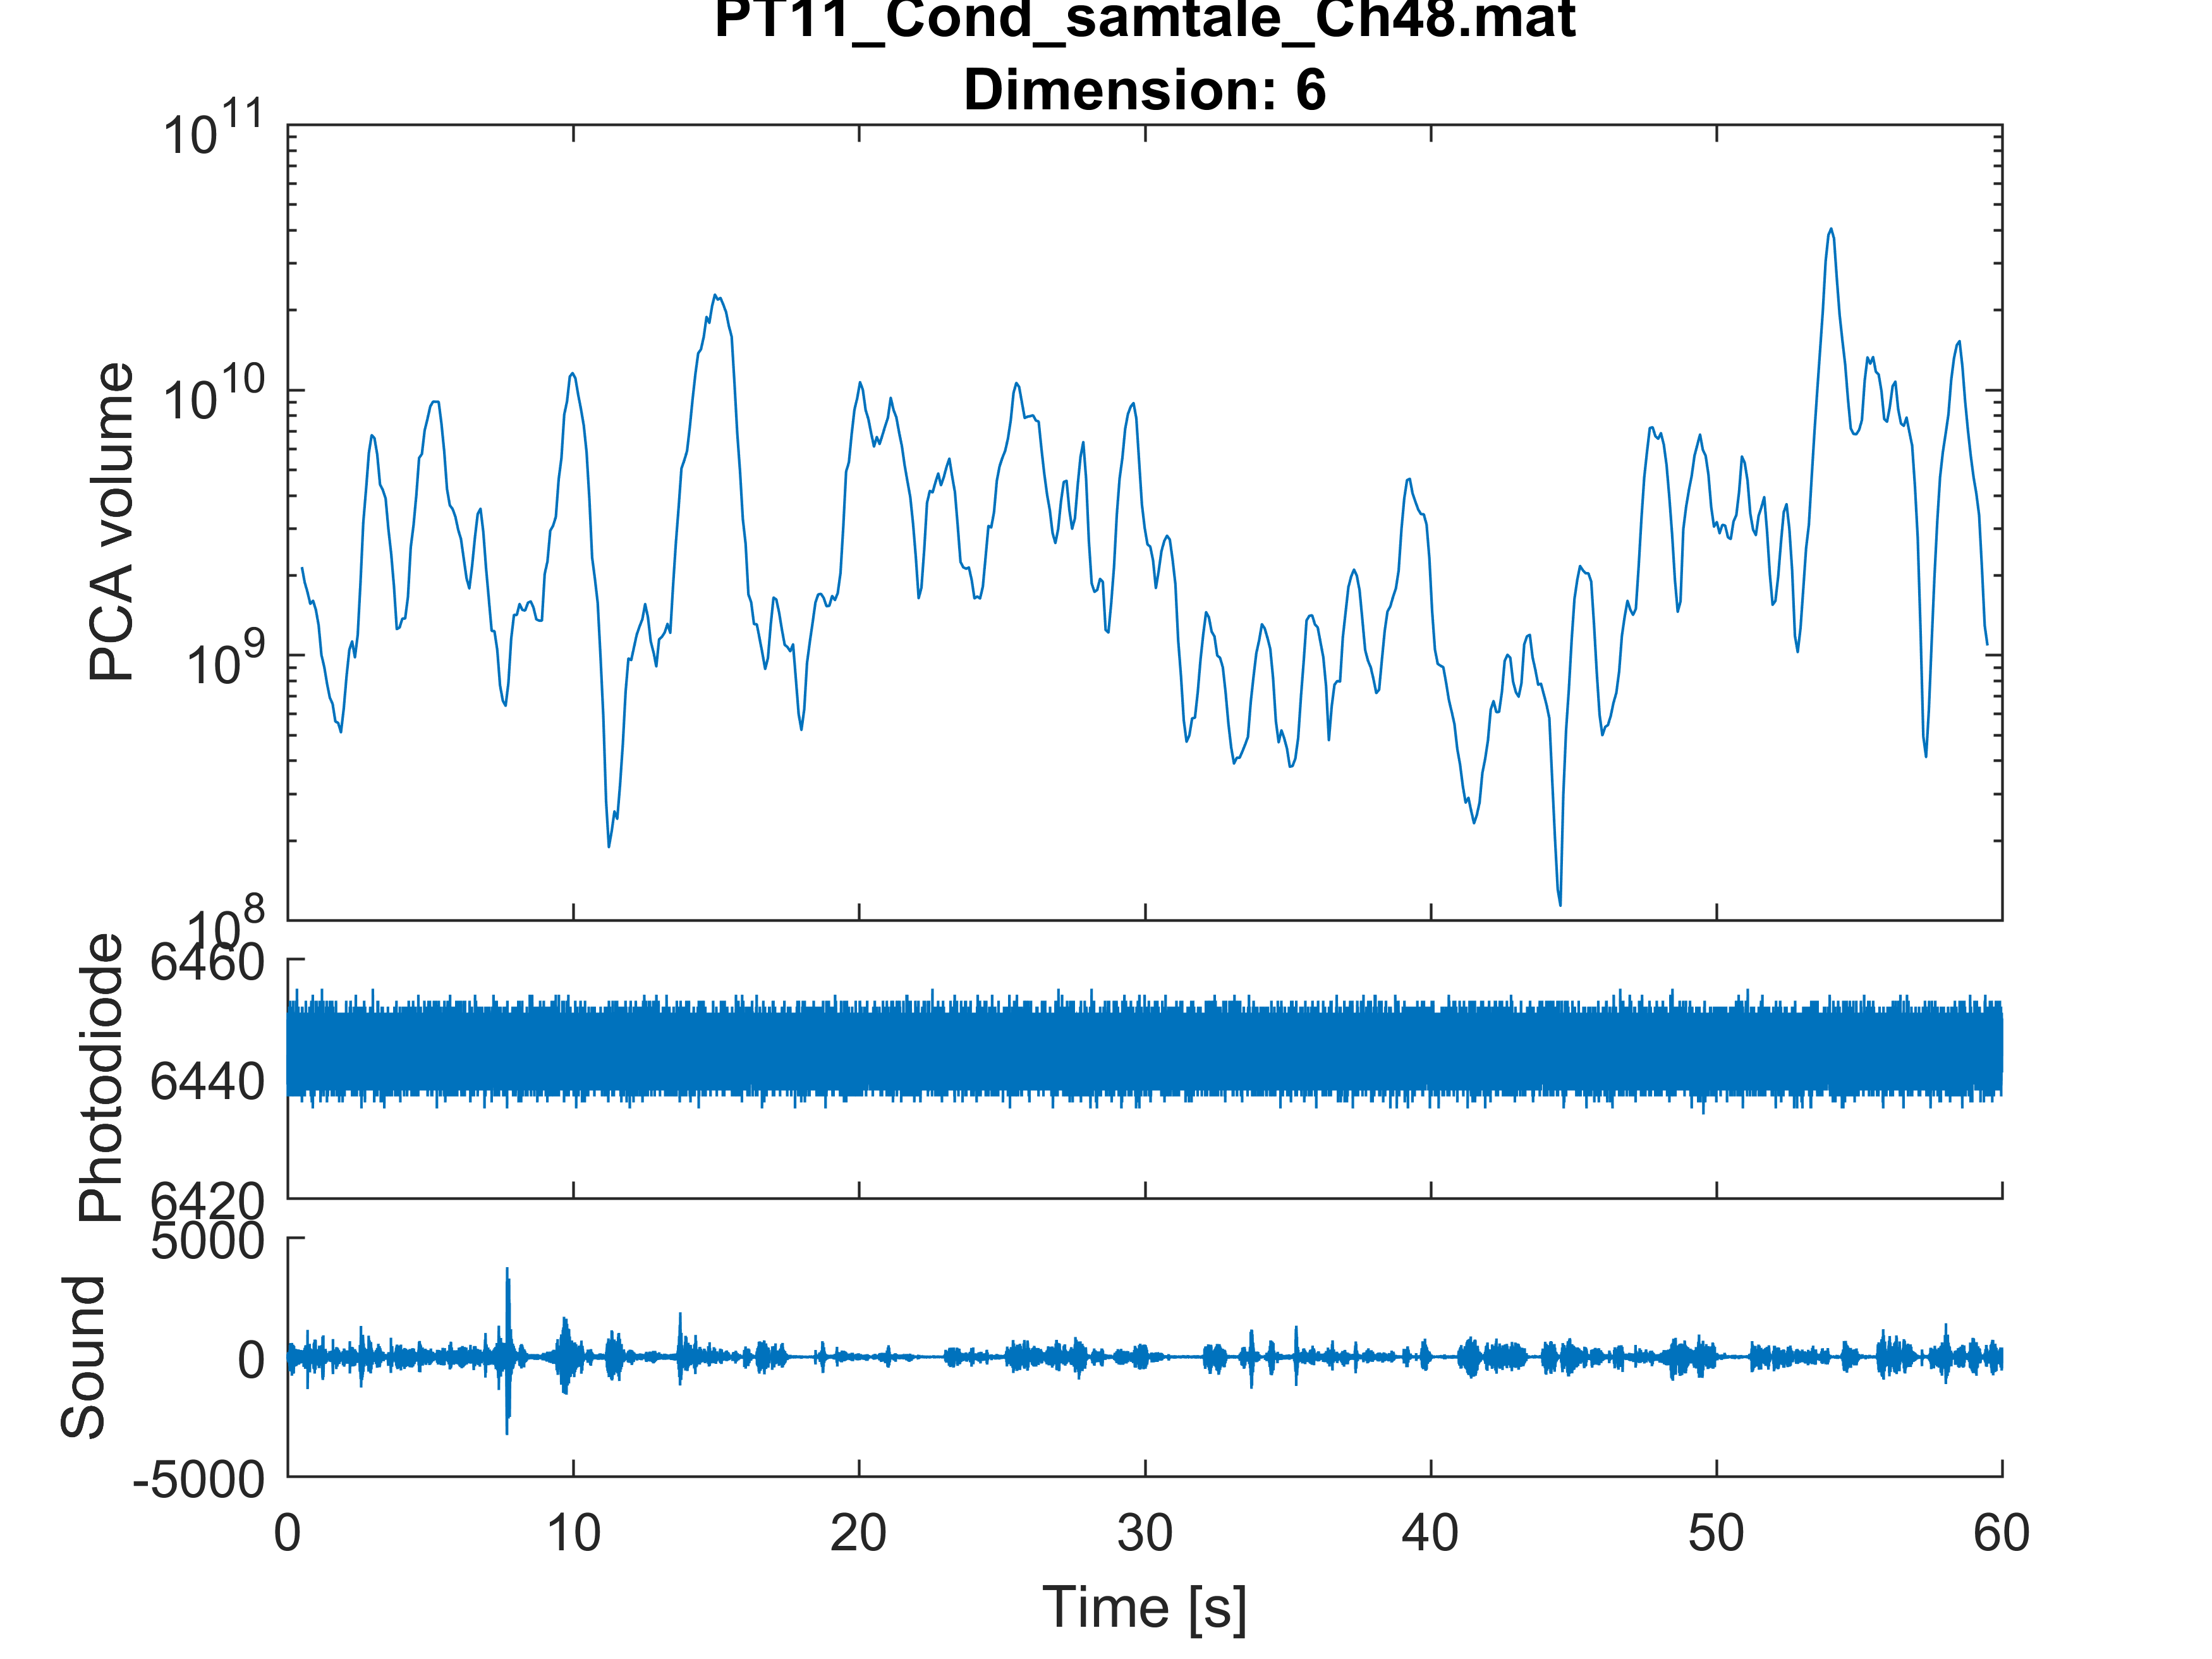 PT11_Cond_samtale_Ch48.mat
Dimension: 6
10^11
10^10
10^9
10^8
PCA volume
6460
6440
6420
Photodiode
5000
0
-5000
Sound
0 10 20 30 40 50 60
Time [s]